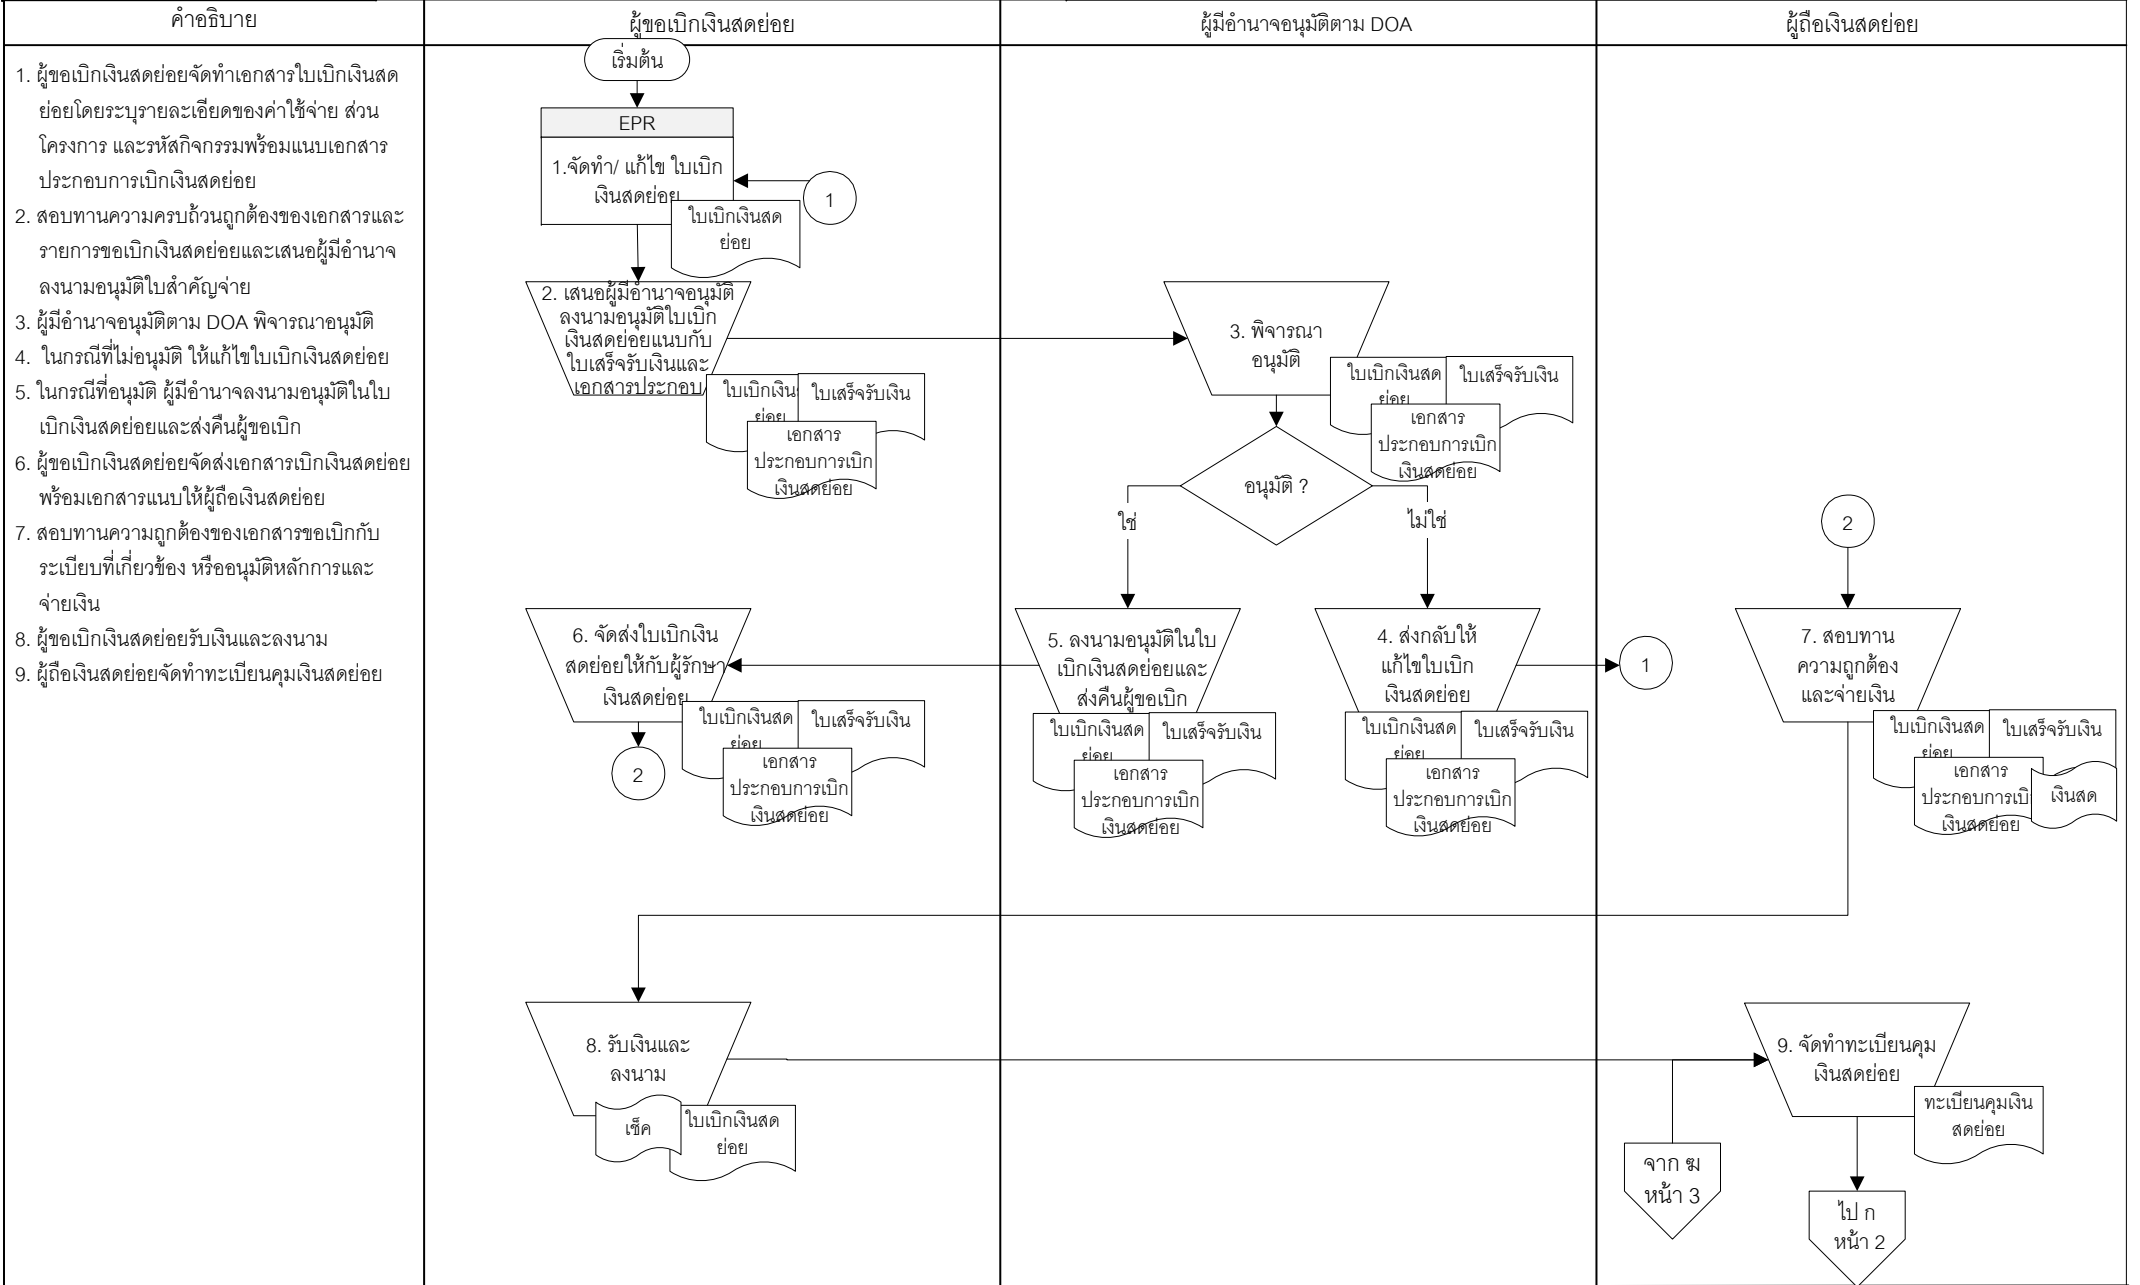 คำอธิบาย
ผู้ขอเบิกเงินสดย่อย
ผู้มีอำนาจอนุมัติตาม DOA
ผู้ถือเงินสดย่อย
1. ผู้ขอเบิกเงินสดย่อยจัดทำเอกสารใบเบิกเงินสด
ย่อยโดยระบุรายละเอียดของค่าใช้จ่าย ส่วน
โครงการ และรหัสกิจกรรมพร้อมแนบเอกสาร
ประกอบการเบิกเงินสดย่อย
2. สอบทานความครบถ้วนถูกต้องของเอกสารและ
รายการขอเบิกเงินสดย่อยและเสนอผู้มีอำนาจ
ลงนามอนุมัติใบสำคัญจ่าย
3. ผู้มีอำนาจอนุมัติตาม DOA พิจารณาอนุมัติ
4. ในกรณีที่ไม่อนุมัติ ให้แก้ไขใบเบิกเงินสดย่อย
5. ในกรณีที่อนุมัติ ผู้มีอำนาจลงนามอนุมัติในใบ
เบิกเงินสดย่อยและส่งคืนผู้ขอเบิก
6. ผู้ขอเบิกเงินสดย่อยจัดส่งเอกสารเบิกเงินสดย่อย
พร้อมเอกสารแนบให้ผู้ถือเงินสดย่อย
7. สอบทานความถูกต้องของเอกสารขอเบิกกับ
ระเบียบที่เกี่ยวข้อง หรืออนุมัติหลักการและ
จ่ายเงิน
8. ผู้ขอเบิกเงินสดย่อยรับเงินและลงนาม
9. ผู้ถือเงินสดย่อยจัดทำทะเบียนคุมเงินสดย่อย
เริ่มต้น
EPR
1.จัดทำ/ แก้ไข ใบเบิก
เงินสดย่อย
1
ใบเบิกเงินสด
ย่อย
2. เสนอผู้มีอำนาจอนุมัติ
ลงนามอนุมัติใบเบิก
เงินสดย่อยแนบกับ
ใบเสร็จรับเงินและ
เอกสารประกอบ
ใบเบิกเงิน
ย่อย
ใบเสร็จรับเงิน
เอกสาร
ประกอบการเบิก
เงินสดย่อย
3. พิจารณา
อนุมัติ
ใบเบิกเงินสด
ย่อย
ใบเสร็จรับเงิน
เอกสาร
ประกอบการเบิก
เงินสดย่อย
อนุมัติ ?
ใช่
ไม่ใช่
2
6. จัดส่งใบเบิกเงิน
สดย่อยให้กับผู้รักษา
เงินสดย่อย
ใบเบิกเงินสด
ย่อย
ใบเสร็จรับเงิน
เอกสาร
ประกอบการเบิก
เงินสดย่อย
2
5. ลงนามอนุมัติในใบ
เบิกเงินสดย่อยและ
ส่งคืนผู้ขอเบิก
ใบเบิกเงินสด
ย่อย
ใบเสร็จรับเงิน
เอกสาร
ประกอบการเบิก
เงินสดย่อย
4. ส่งกลับให้
แก้ไขใบเบิก
เงินสดย่อย
ใบเบิกเงินสด
ย่อย
ใบเสร็จรับเงิน
เอกสาร
ประกอบการเบิก
เงินสดย่อย
1
7. สอบทาน
ความถูกต้อง
และจ่ายเงิน
ใบเบิกเงินสด
ย่อย
ใบเสร็จรับเงิน
เอกสาร
ประกอบการเบิ
เงินสดย่อย
เงินสด
8. รับเงินและ
ลงนาม
เช็ค
ใบเบิกเงินสด
ย่อย
9. จัดทำทะเบียนคุม
เงินสดย่อย
ทะเบียนคุมเงิน
สดย่อย
จาก ฆ
หน้า 3
ไป ก
หน้า 2